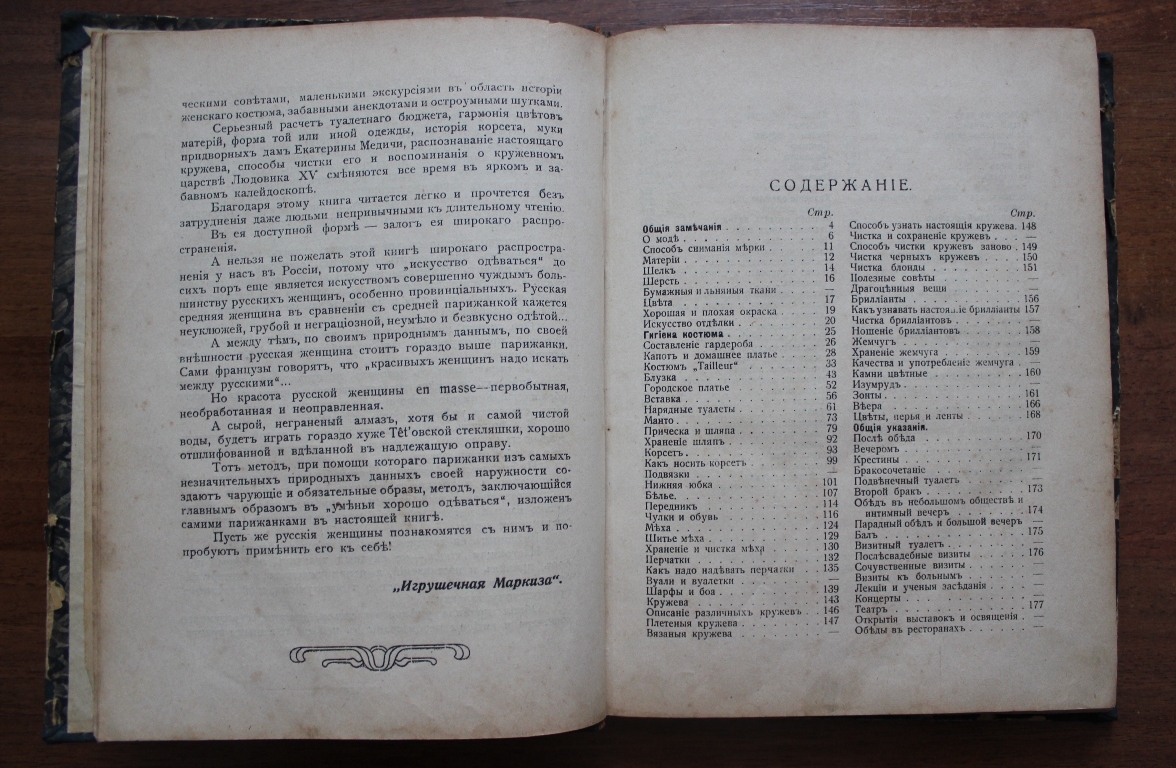 ческими совѣтами, маленькими экскурсіями въ область исторіи
женскаго костюма, забавными анекдотами и остроумными шутками.
Серьезный расчетъ туалетнаго бюджета, гармонія цвѣтовъ
матерій, форма той или иной одежды, исторія корсета, муки
придворныхъ дамъ Екатерины Медичи, распознаваніе настоящаго
кружева, способы чистки его и воспоминанія о кружевномъ
царствѣ Людовика XV смѣняются все время въ яркомъ и за-
бавномъ калейдоскопѣ.
Благодаря этому книга читается легко и прочтется безъ
затрудненія даже людьми непривычными къ длительному чтенію.
Въ ея доступной формѣ — залогъ ея широкаго распро-
страненія.
А нельзя не пожелать этой книгѣ широкаго распростра-
ненія у насъ въ Россіи, потому что „искусство одѣваться“ до
сихъ поръ еще является искусствомъ совершенно чуждымъ боль-
шинству русскихъ женщинъ, особенно провинціальныхъ. Русская
средняя женщина въ сравненіи съ средней парижанкой кажется
неуклюжей, грубой и неграціозной, неумѣло и безвкусно одѣтой...
А между тѣмъ, по своимъ природнымъ даннымъ, по своей
внѣшности русская женщина стоитъ гораздо выше парижанки.
Сами французы говорятъ, что „красивыхъ женщинъ надо искать
между русскими“...
Но красота русской женщины en masse—первобытная,
необработанная и неоправленная.
А сырой, неграненый алмазъ, хотя бы и самой чистой
воды, будетъ играть гораздо хуже Têt’овской стекляшки, хорошо
отшлифованной и вдѣланной въ надлежащую оправу.
Тотъ методъ, при помощи котораго парижанки изъ самыхъ
незначительныхъ природныхъ данныхъ своей наружности со-
здаютъ чарующіе и обязательные образы, методъ, заключающійся
главнымъ образомъ въ „умѣньи хорошо одѣваться“, изложенъ
самими парижанками въ настоящей книгѣ.
Пусть же русскія женщины познакомятся съ нимъ и по-
пробуютъ примѣнить его къ себѣ!
„Игрушечная Маркиза“.
СОДЕРЖАНІЕ.
Стр.
Общія замѣчанія 4
О модѣ 6
Способъ сниманія мѣрки 11
Матеріи 12
Шелкъ 14
Шерсть 16
Бумажныя и льняныя ткани —
Цвѣта 17
Хорошая и плохая окраска 19
Искусство отдѣлки 20
Гигіена костюма 25
Составленіе гардероба 26
Капотъ и домашнее платье 28
Костюмъ „Tailleur“ 33
Блузка 43
Городское платье 52
Вставка 56
Нарядные туалеты 61
Манто 73
Прическа и шляпа 79
Храненіе шляпъ 92
Корсетъ 93
Какъ носить корсетъ 99
Подвязки —
Нижняя юбка 101
Бѣлье. 107
Передникъ 114
Чулки и обувь 116
Мѣха 124
Шитье мѣха 129
Храненіе и чистка мѣха 130
Перчатки 132
Какъ надо надѣвать перчатки 135
Вуали и вуалетки —
Шарфы и боа 139
Кружева 143
Описаніе различныхъ кружевъ 146
Плетеныя кружева 147
Вязаныя кружева —
Стр.
Способъ узнать настоящія кружева 148
Чистка и сохраненіе кружевъ —
Способъ чистки кружевъ заново 149
Чистка черныхъ кружевъ 150
Чистка блонды 151
Полезные совѣты —
Драгоцѣнныя вещи —
Брилліанты 156
Какъ узнавать настоящіе брилліанты 157
Чистка брилліантовъ —
Ношеніе брилліантовъ 158
Жемчугъ —
Храненіе жемчуга 159
Качества и употребленіе жемчуга —
Камни цвѣтные 160
Изумрудъ —
Зонты 161
Вѣера 166
Цвѣты, перья и ленты 168
Общія указанія.
Послѣ обѣда 170
Вечеромъ —
Крестины 171
Бракосочетаніе —
Подвѣнечный туалетъ —
Второй бракъ 173
Обѣдъ въ небольшомъ обществѣ и
интимный вечеръ 174
Парадный обѣдъ и большой вечеръ —
Балъ 175
Визитный туалетъ —
Послѣсвадебные визиты 176
Сочувственные визиты —
Визиты къ больнымъ —
Лекціи и ученыя засѣданія —
Концерты —
Театръ 177
Открытія выставокъ и освященія —
Обѣды въ ресторанахъ —